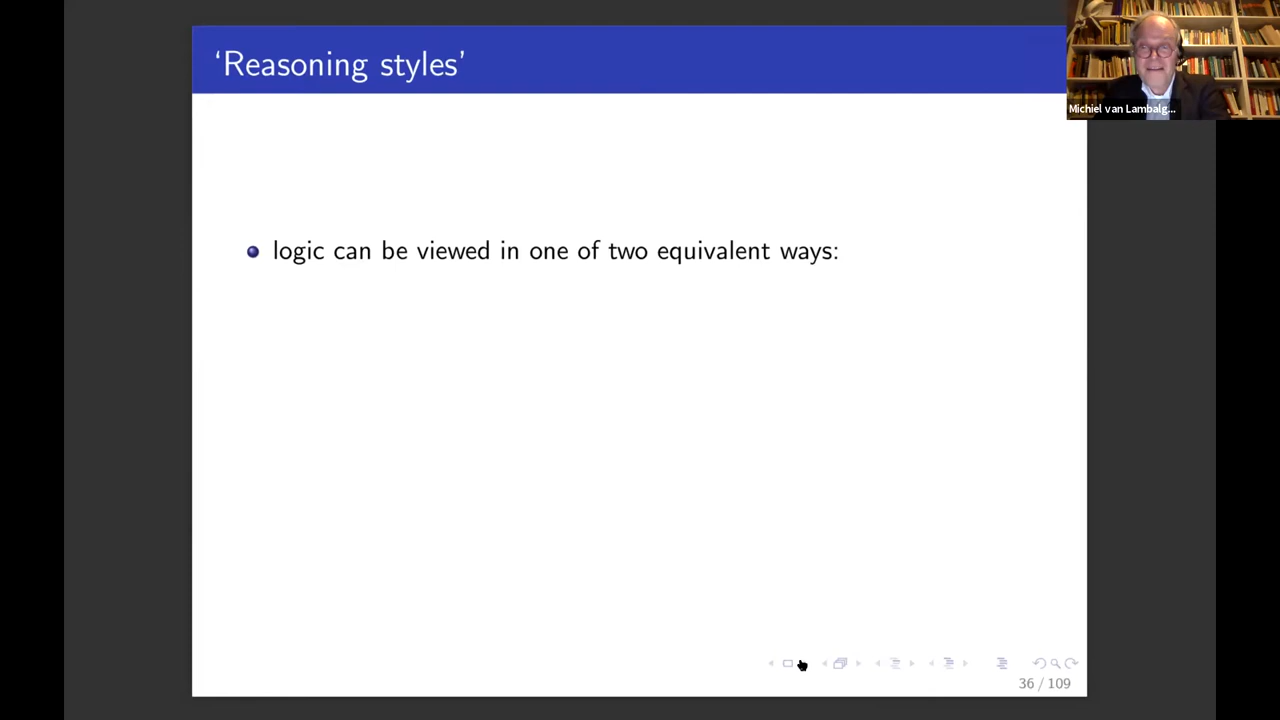 ‘Reasoning styles’
Michiel van Lambalg...
logic can be viewed in one of two equivalent ways:
36 / 109